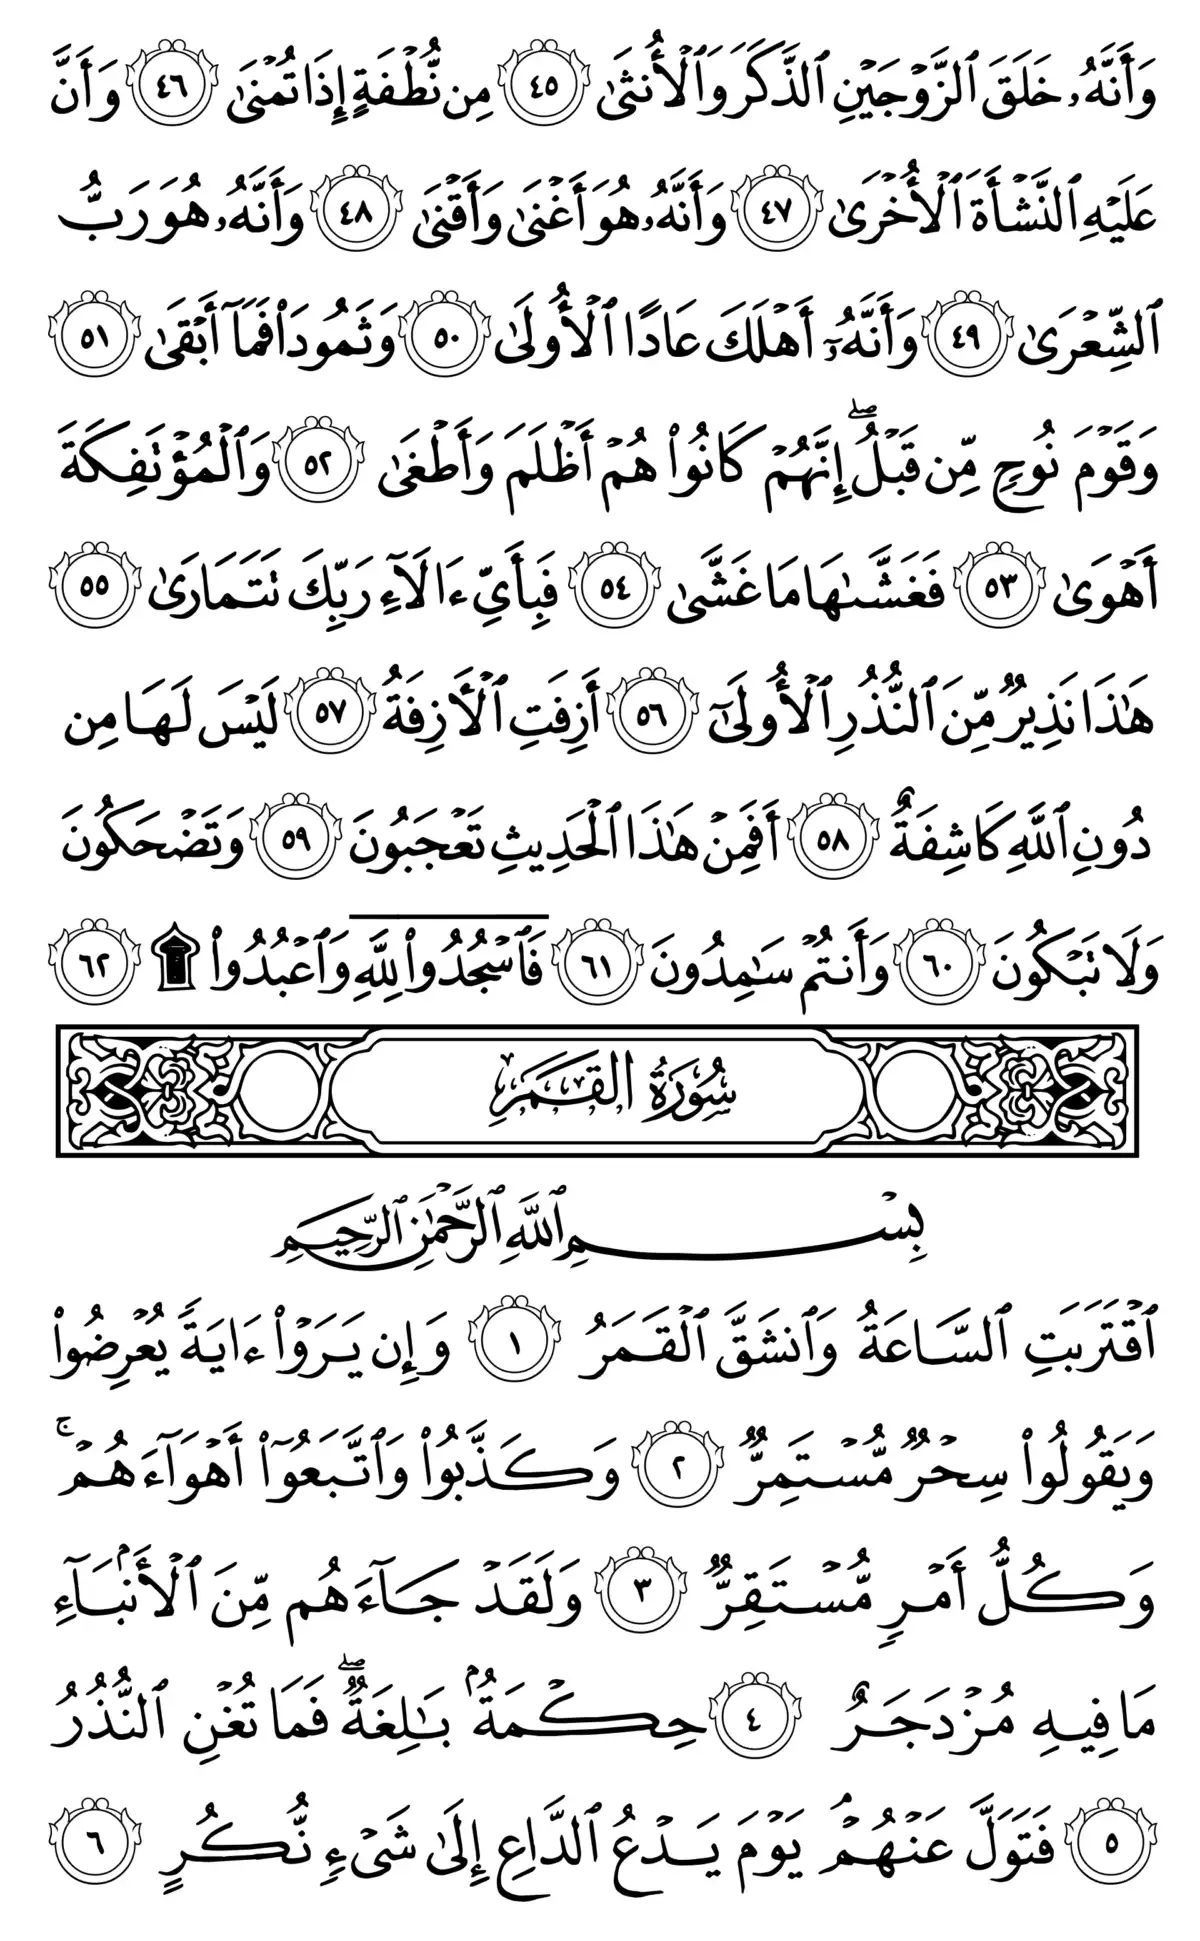 وَأَنَّهُۥ خَلَقَ ٱلزَّوۡجَيۡنِ ٱلذَّكَرَ وَٱلۡأُنثَىٰ ٤٥ مِن نُّطۡفَةٍ إِذَا تُمۡنَىٰ ٤٦ وَأَنَّ
عَلَيۡهِ ٱلنَّشۡأَةَ ٱلۡأُخۡرَىٰ ٤٧ وَأَنَّهُۥ هُوَ أَغۡنَىٰ وَأَقۡنَىٰ ٤٨ وَأَنَّهُۥ هُوَ رَبُّ
ٱلشِّعۡرَىٰ ٤٩ وَأَنَّهُۥٓ أَهۡلَكَ عَادًا ٱلۡأُولَىٰ ٥٠ وَثَمُودَاْ فَمَآ أَبۡقَىٰ ٥١
وَقَوۡمَ نُوحٖ مِّن قَبۡلُۖ إِنَّهُمۡ كَانُواْ هُمۡ أَظۡلَمَ وَأَطۡغَىٰ ٥٢ وَٱلۡمُؤۡتَفِكَةَ
أَهۡوَىٰ ٥٣ فَغَشَّىٰهَا مَا غَشَّىٰ ٥٤ فَبِأَيِّ ءَالَآءِ رَبِّكَ تَتَمَارَىٰ ٥٥
هَٰذَا نَذِيرٞ مِّنَ ٱلنُّذُرِ ٱلۡأُولَىٰٓ ٥٦ أَزِفَتِ ٱلۡأٓزِفَةُ ٥٧ لَيۡسَ لَهَا مِن
دُونِ ٱللَّهِ كَاشِفَةٌ ٥٨ أَفَمِنۡ هَٰذَا ٱلۡحَدِيثِ تَعۡجَبُونَ ٥٩ وَتَضۡحَكُونَ
وَلَا تَبۡكُونَ ٦٠ وَأَنتُمۡ سَٰمِدُونَ ٦١ فَٱسۡجُدُواْۤ لِلَّهِۤ وَٱعۡبُدُواْ ۩ ٦٢
سُورَةُ القَمَرِ
بِسۡمِ ٱللَّهِ ٱلرَّحۡمَٰنِ ٱلرَّحِيمِ
ٱقۡتَرَبَتِ ٱلسَّاعَةُ وَٱنشَقَّ ٱلۡقَمَرُ ١ وَإِن يَرَوۡاْ ءَايَةٗ يُعۡرِضُواْ
وَيَقُولُواْ سِحۡرٞ مُّسۡتَمِرّٞ ٢ وَكَذَّبُواْ وَٱتَّبَعُوٓاْ أَهۡوَآءَهُمۡۚ
وَكُلُّ أَمۡرٖ مُّسۡتَقِرّٞ ٣ وَلَقَدۡ جَآءَهُم مِّنَ ٱلۡأَنۢبَآءِ
مَا فِيهِ مُزۡدَجَرٌ ٤ حِكۡمَةُۢ بَٰلِغَةٞۖ فَمَا تُغۡنِ ٱلنُّذُرُ
٥ فَتَوَلَّ عَنۡهُمۡۘ يَوۡمَ يَدۡعُ ٱلدَّاعِ إِلَىٰ شَيۡءٖ نُّكُرٍ ٦